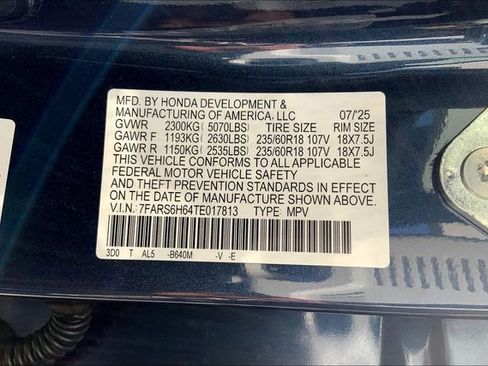 MFD. BY HONDA DEVELOPMENT &
MANUFACTURING OF AMERICA, LLC 07/'25
GVWR 2300KG( 5070LBS) TIRE SIZE RIM SIZE
GAWR F 1193KG( 2630LBS) 235/60R18 107V 18X7.5J
GAWR R 1150KG( 2535LBS) 235/60R18 107V 18X7.5J
THIS VEHICLE CONFORMS TO ALL APPLICABLE
FEDERAL MOTOR VEHICLE SAFETY
AND THEFT PREVENTION STANDARDS IN EFFECT
ON THE DATE OF MANUFACTURE SHOWN ABOVE.
V.I.N.: 7FARS6H64TE017813 TYPE: MPV
3D0 T AL5 -B640M -V -E